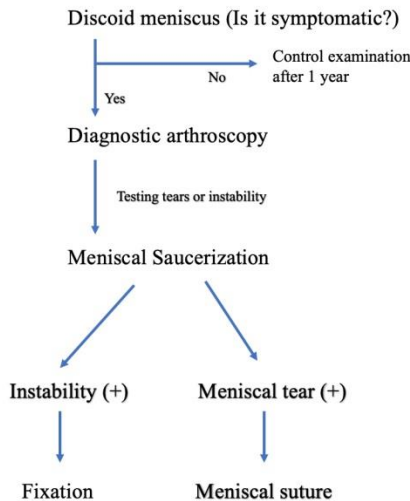 Discoid meniscus (Is it symptomatic?)
No
Control examination
after 1 year
Yes
Diagnostic arthroscopy
Testing tears or instability
Meniscal Saucerization
Instability (+)
Meniscal tear (+)
Fixation
Meniscal suture